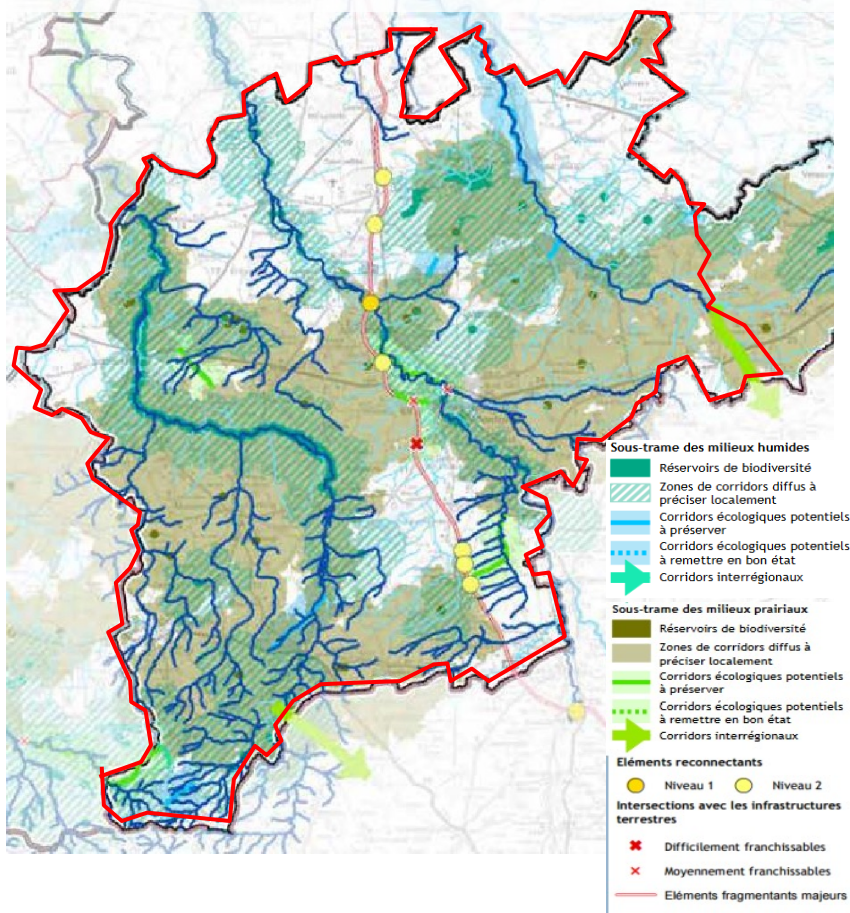 Sous-trame des milieux humides
Réservoirs de biodiversité
Zones de corridors diffus à
préciser localement
Corridors écologiques potentiels
à préserver
Corridors écologiques potentiels
à remettre en bon état
Corridors interrégionaux
Sous-trame des milieux prairiaux
Réservoirs de biodiversité
Zones de corridors diffus à
préciser localement
Corridors écologiques potentiels
à préserver
Corridors écologiques potentiels
à remettre en bon état
Corridors interrégionaux
Eléments reconnectants
Niveau 1 Niveau 2
Intersections avec les infrastructures
terrestres
Difficilement franchissables
Moyennement franchissables
Eléments fragmentants majeurs